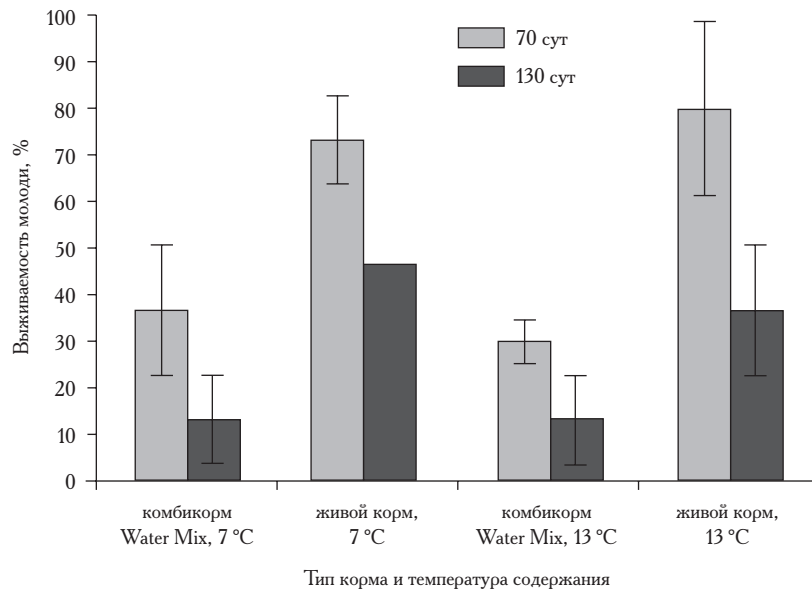 100
90
80
70
60
50
40
30
20
10
0
Выживаемость молоди, %
70 сут
130 сут
комбикорм
Water Mix, 7 °C
живой корм,
7 °C
комбикорм
Water Mix, 13 °C
живой корм,
13 °C
Тип корма и температура содержания